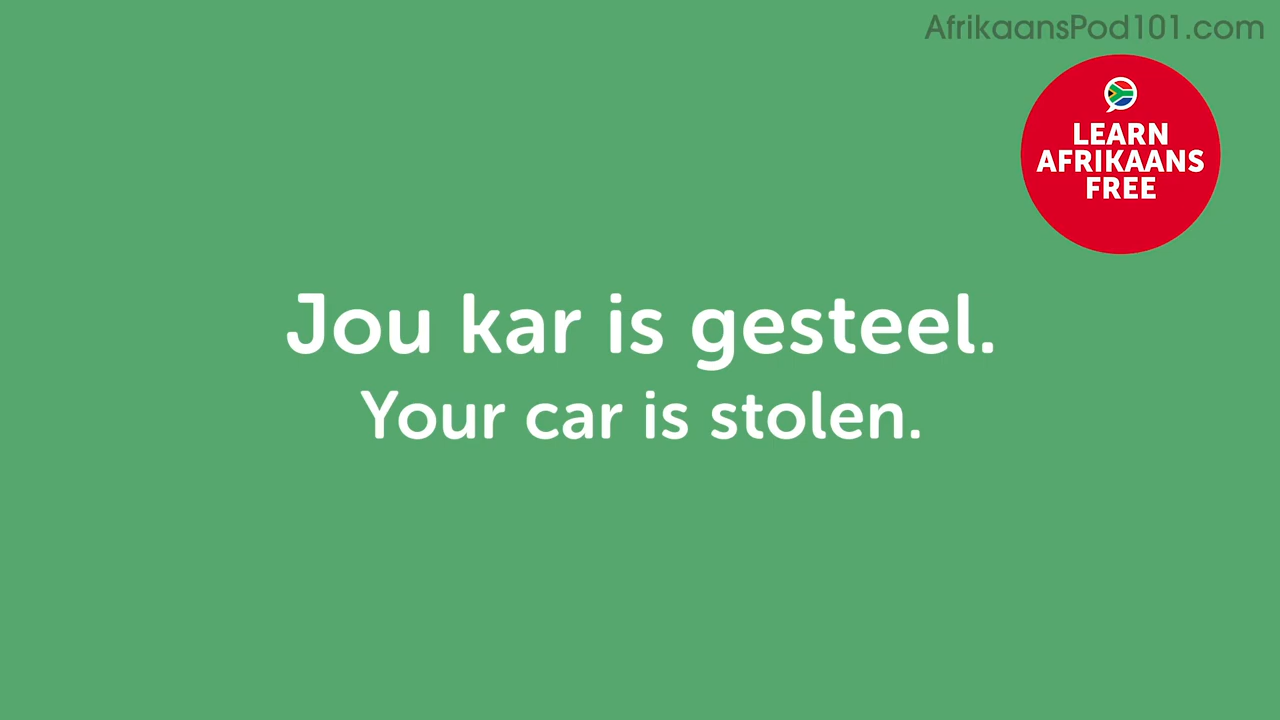 AfrikaansPod101.com
LEARN
AFRIKAANS
FREE
Jou kar is gesteel.
Your car is stolen.